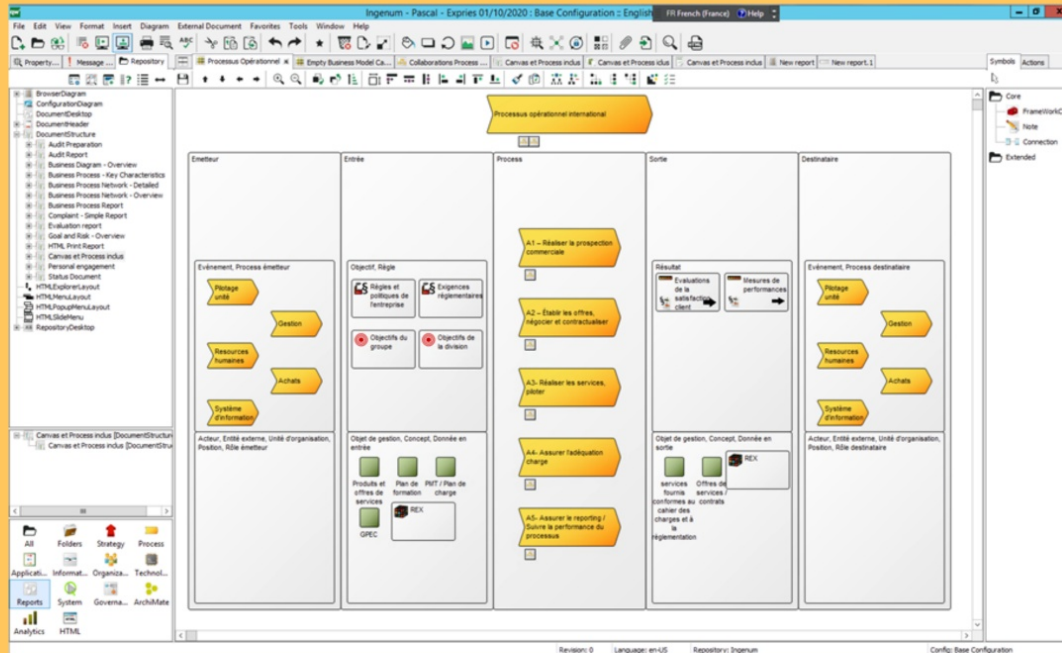 Ingenum - Pascal - Expries 01/10/2020 : Base Configuration :: English
FR French (France) Help
File Edit View Format Insert Diagram External Document Favorites Tools Window Help
Property... Message ... Repository
Processus Opérationnel Empty Business Model Ca... Collaborations Process ... Canvas et Process indus Canvas et Process idus Canvas et Process indus New report New report.1
Symbols Actions
BrowserDiagram
ConfigurationDiagram
DocumentDesktop
DocumentHeader
DocumentStructure
Audit Preparation
Audit Report
Business Diagram - Overview
Business Process - Key Characteristics
Business Process Network - Detailed
Business Process Network - Overview
Business Process Report
Complaint - Simple Report
Evaluation report
Goal and Risk - Overview
HTML Print Report
Canvas et Process indus
Personal engagement
Status Document
HTMLExplorerLayout
HTMLMenuLayout
HTMLPopupMenuLayout
HTMLSlideMenu
RepositoryDesktop
Canvas et Process indus [DocumentStructur
Canvas et Process indus [DocumentStru
All Folders Strategy Process
Applicati... Informat... Organiza... Technol...
Reports System Governa... ArchiMate
Analytics HTML
Processus opérationnel international
Emetteur
Evénement, Process émetteur
Pilotage
unité
Gestion
Resources
humaines
Achats
Système
d'information
Acteur, Entité externe, Unité d'organisation,
Position, Rôle émetteur
Entrée
Objectif, Règle
Règles et
politiques de
l'entreprise
Exigences
réglementaires
Objectifs du
groupe
Objectifs de
la division
Objet de gestion, Concept, Donnée en
entrée
Produits et
offres de
services
Plan de
formation
PMT / Plan de
charge
GPEC
REX
Process
A1 – Réaliser la prospection
commerciale
A2 – Établir les offres,
négocier et contractualiser
A3- Réaliser les services,
piloter
A4- Assurer l'adéquation
charge
A5- Assurer le reporting /
Suivre la performance du
processus
Sortie
Résultat
Evaluations
de la
satisfaction
client
Mesures de
performances
Objet de gestion, Concept, Donnée en
sortie
services
fournis
conformes au
cahier des
charges et à
la
réglementation
Offres de
services /
contrats
REX
Destinataire
Evénement, Process destinataire
Pilotage
unité
Gestion
Resources
humaines
Achats
Système
d'information
Acteur, Entité externe, Unité d'organisation,
Position, Rôle destinataire
Core
FrameWorkC
Note
Connection
Extended
Revision: 0 Language: en-US Repository: Ingenum Config: Base Configuration